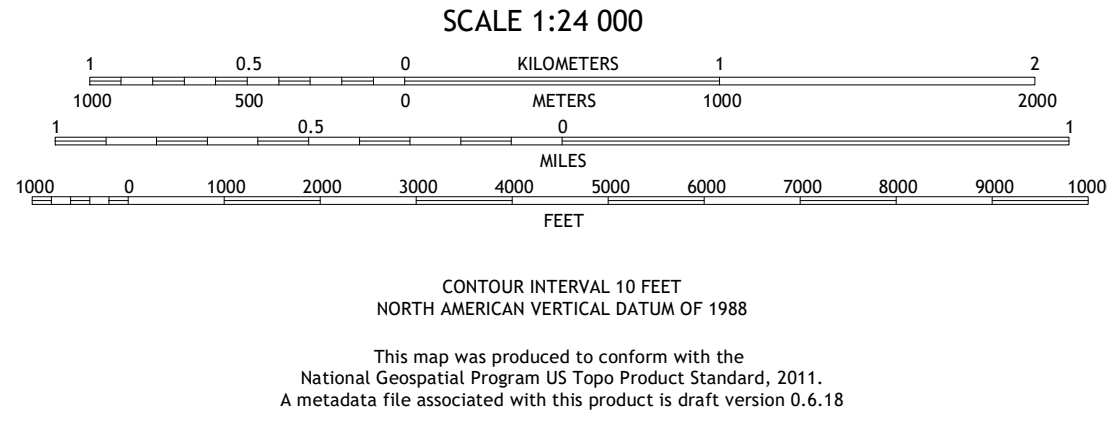 SCALE 1:24 000
1 0.5 0 KILOMETERS 1 2
1000 500 0 METERS 1000 2000
1 0.5 0 1
MILES
1000 0 1000 2000 3000 4000 5000 6000 7000 8000 9000 1000
FEET
CONTOUR INTERVAL 10 FEET
NORTH AMERICAN VERTICAL DATUM OF 1988
This map was produced to conform with the
National Geospatial Program US Topo Product Standard, 2011.
A metadata file associated with this product is draft version 0.6.18